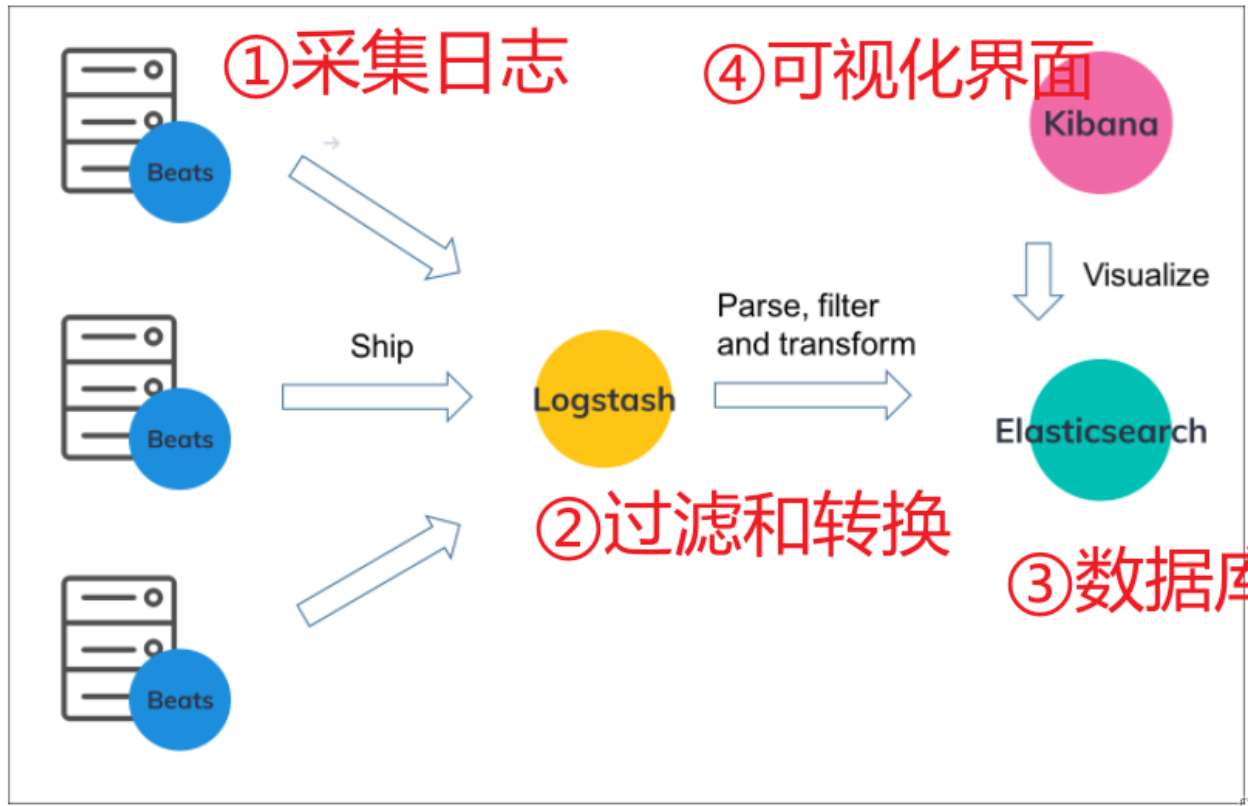 ①采集日志
④可视化界面
Kibana
Beats
Visualize
Parse, filter
and transform
Ship
Logstash
Elasticsearch
Beats
②过滤和转换
③数据库
Beats